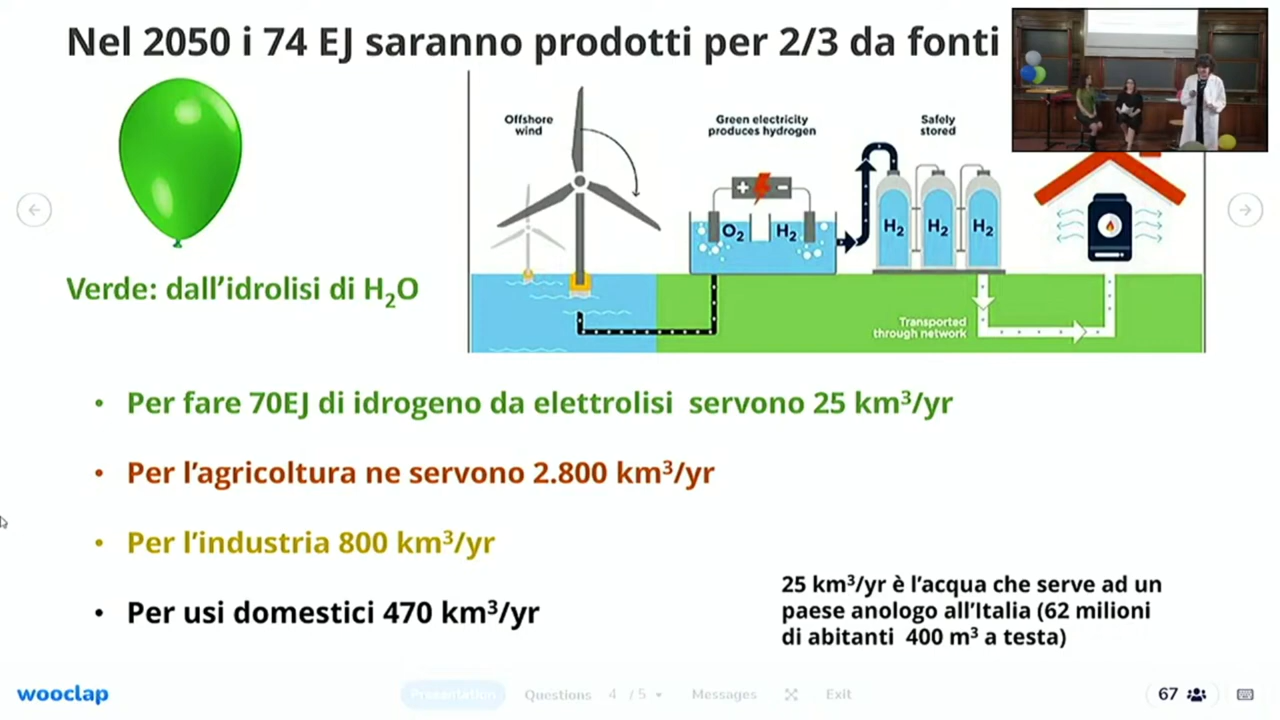 Nel 2050 i 74 EJ saranno prodotti per 2/3 da fonti
Offshore
wind
Green electricity
produces hydrogen
Safely
stored
+ -
O2
H2
H2
H2
H2
Transported
through network
Verde: dall’idrolisi di H2O
• Per fare 70EJ di idrogeno da elettrolisi servono 25 km³/yr
• Per l’agricoltura ne servono 2.800 km³/yr
• Per l’industria 800 km³/yr
• Per usi domestici 470 km³/yr
25 km³/yr è l’acqua che serve ad un
paese anologo all’Italia (62 milioni
di abitanti 400 m³ a testa)
wooclap
Presentation
Questions
4 / 5
Messages
Exit
67